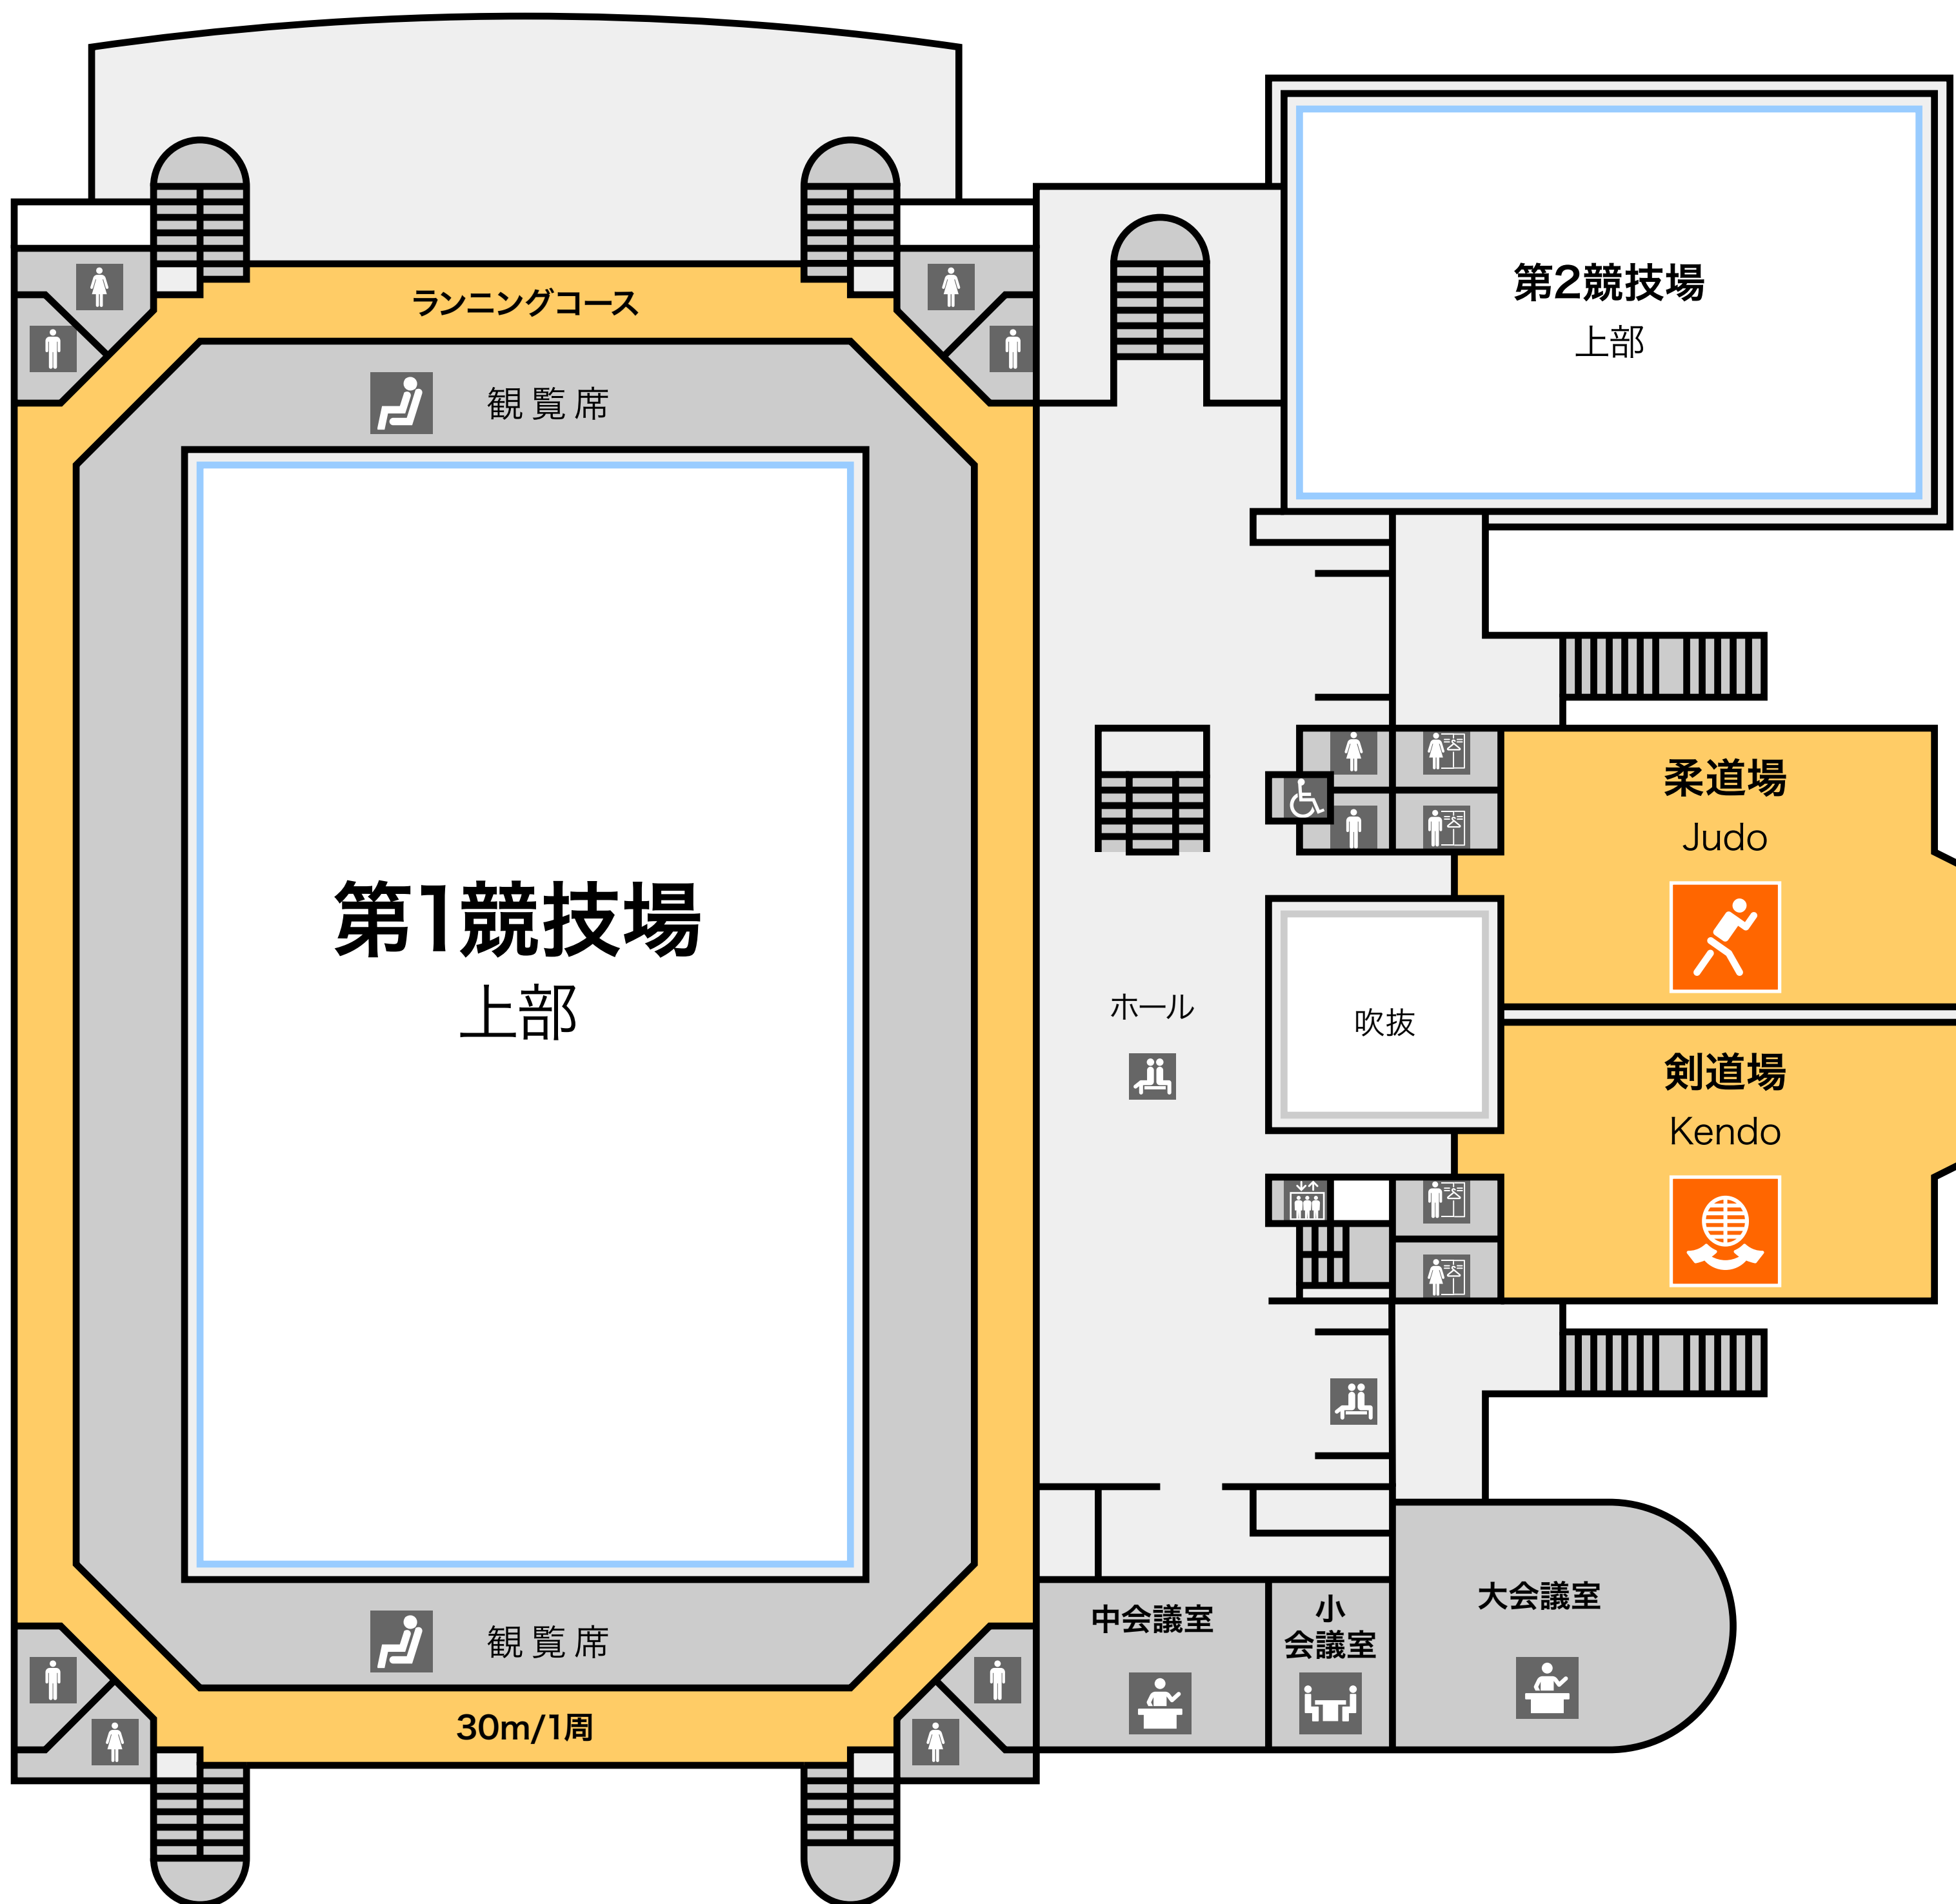 ランニングコース
観覧席
第1競技場
上部
観覧席
30m/1周
第2競技場
上部
柔道場
Judo
ホール
吹抜
剣道場
Kendo
中会議室
小
会議室
大会議室